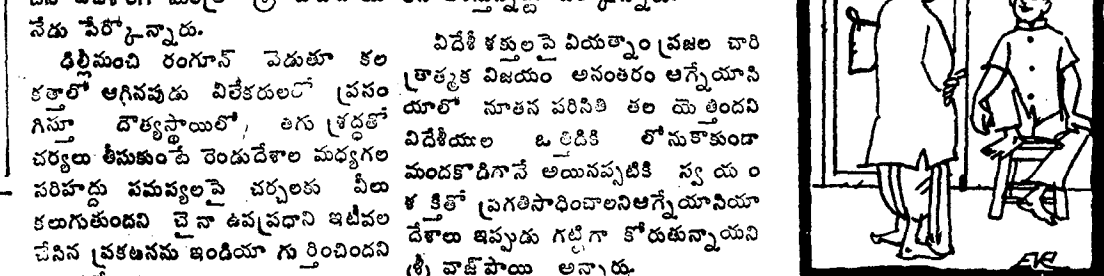 నేడు పేర్కొన్నారు.
ఢిల్లీనుంచి రంగూన్ వెడుతూ కల
కత్తాలో ఆగినపుడు విలేకరులతో ప్రసం
గిస్తూ దౌత్యస్థాయిలో, తిగు శ్రద్ధతో
చర్యలు తీసుకుంటే రెండుదేశాల మధ్యగల
సరిహద్దు సమస్యలపై చర్చలకు వీలు
కలుగుతుందని చైనా ఉపప్రధాని ఇటీవల
చేసిన ప్రకటనను ఇండియా గుర్తించిందని
విదేశీ శక్తులపై వియత్నాం ప్రజల చారి
త్రాత్మక విజయం అనంతరం ఆగ్నేయాసి
యాలో నూతన పరిసితి తల యెత్తిందని
విదేశీయుల ఒత్తిడికి లోనుకాకుండా
మందకొడిగానే అయినప్పటికి స్వయం
శక్తితో ప్రగతిసాధించాలనిఆగ్నేయాసియా
దేశాలు ఇప్పుడు గట్టిగా కోరుతున్నాయని
శ్రీ వాజ్‌పాయి అన్నారు.
EVE